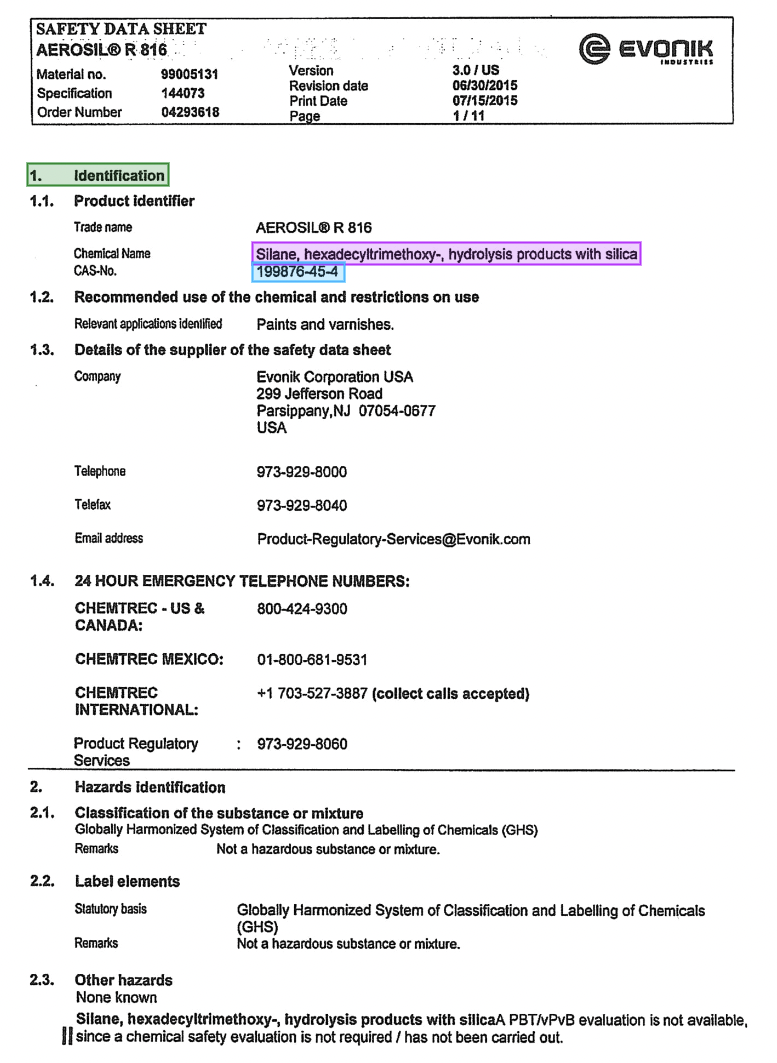 SAFETY DATA SHEET
AEROSIL® R 816
EVONIK
INDUSTRIES
Material no. 99005131 Version 3.0 / US
Specification 144073 Revision date 06/30/2015
Order Number 04293618 Print Date 07/15/2015
Page 1 / 11
1. Identification
1.1. Product identifier
Trade name AEROSIL® R 816
Chemical Name Silane, hexadecyltrimethoxy-, hydrolysis products with silica
CAS-No. 199876-45-4
1.2. Recommended use of the chemical and restrictions on use
Relevant applications identified Paints and varnishes.
1.3. Details of the supplier of the safety data sheet
Company Evonik Corporation USA
299 Jefferson Road
Parsippany,NJ 07054-0677
USA
Telephone 973-929-8000
Telefax 973-929-8040
Email address Product-Regulatory-Services@Evonik.com
1.4. 24 HOUR EMERGENCY TELEPHONE NUMBERS:
CHEMTREC - US & 800-424-9300
CANADA:
CHEMTREC MEXICO: 01-800-681-9531
CHEMTREC +1 703-527-3887 (collect calls accepted)
INTERNATIONAL:
Product Regulatory : 973-929-8060
Services
2. Hazards identification
2.1. Classification of the substance or mixture
Globally Harmonized System of Classification and Labelling of Chemicals (GHS)
Remarks Not a hazardous substance or mixture.
2.2. Label elements
Statutory basis Globally Harmonized System of Classification and Labelling of Chemicals
(GHS)
Remarks Not a hazardous substance or mixture.
2.3. Other hazards
None known
Silane, hexadecyltrimethoxy-, hydrolysis products with silicaA PBT/vPvB evaluation is not available,
since a chemical safety evaluation is not required / has not been carried out.